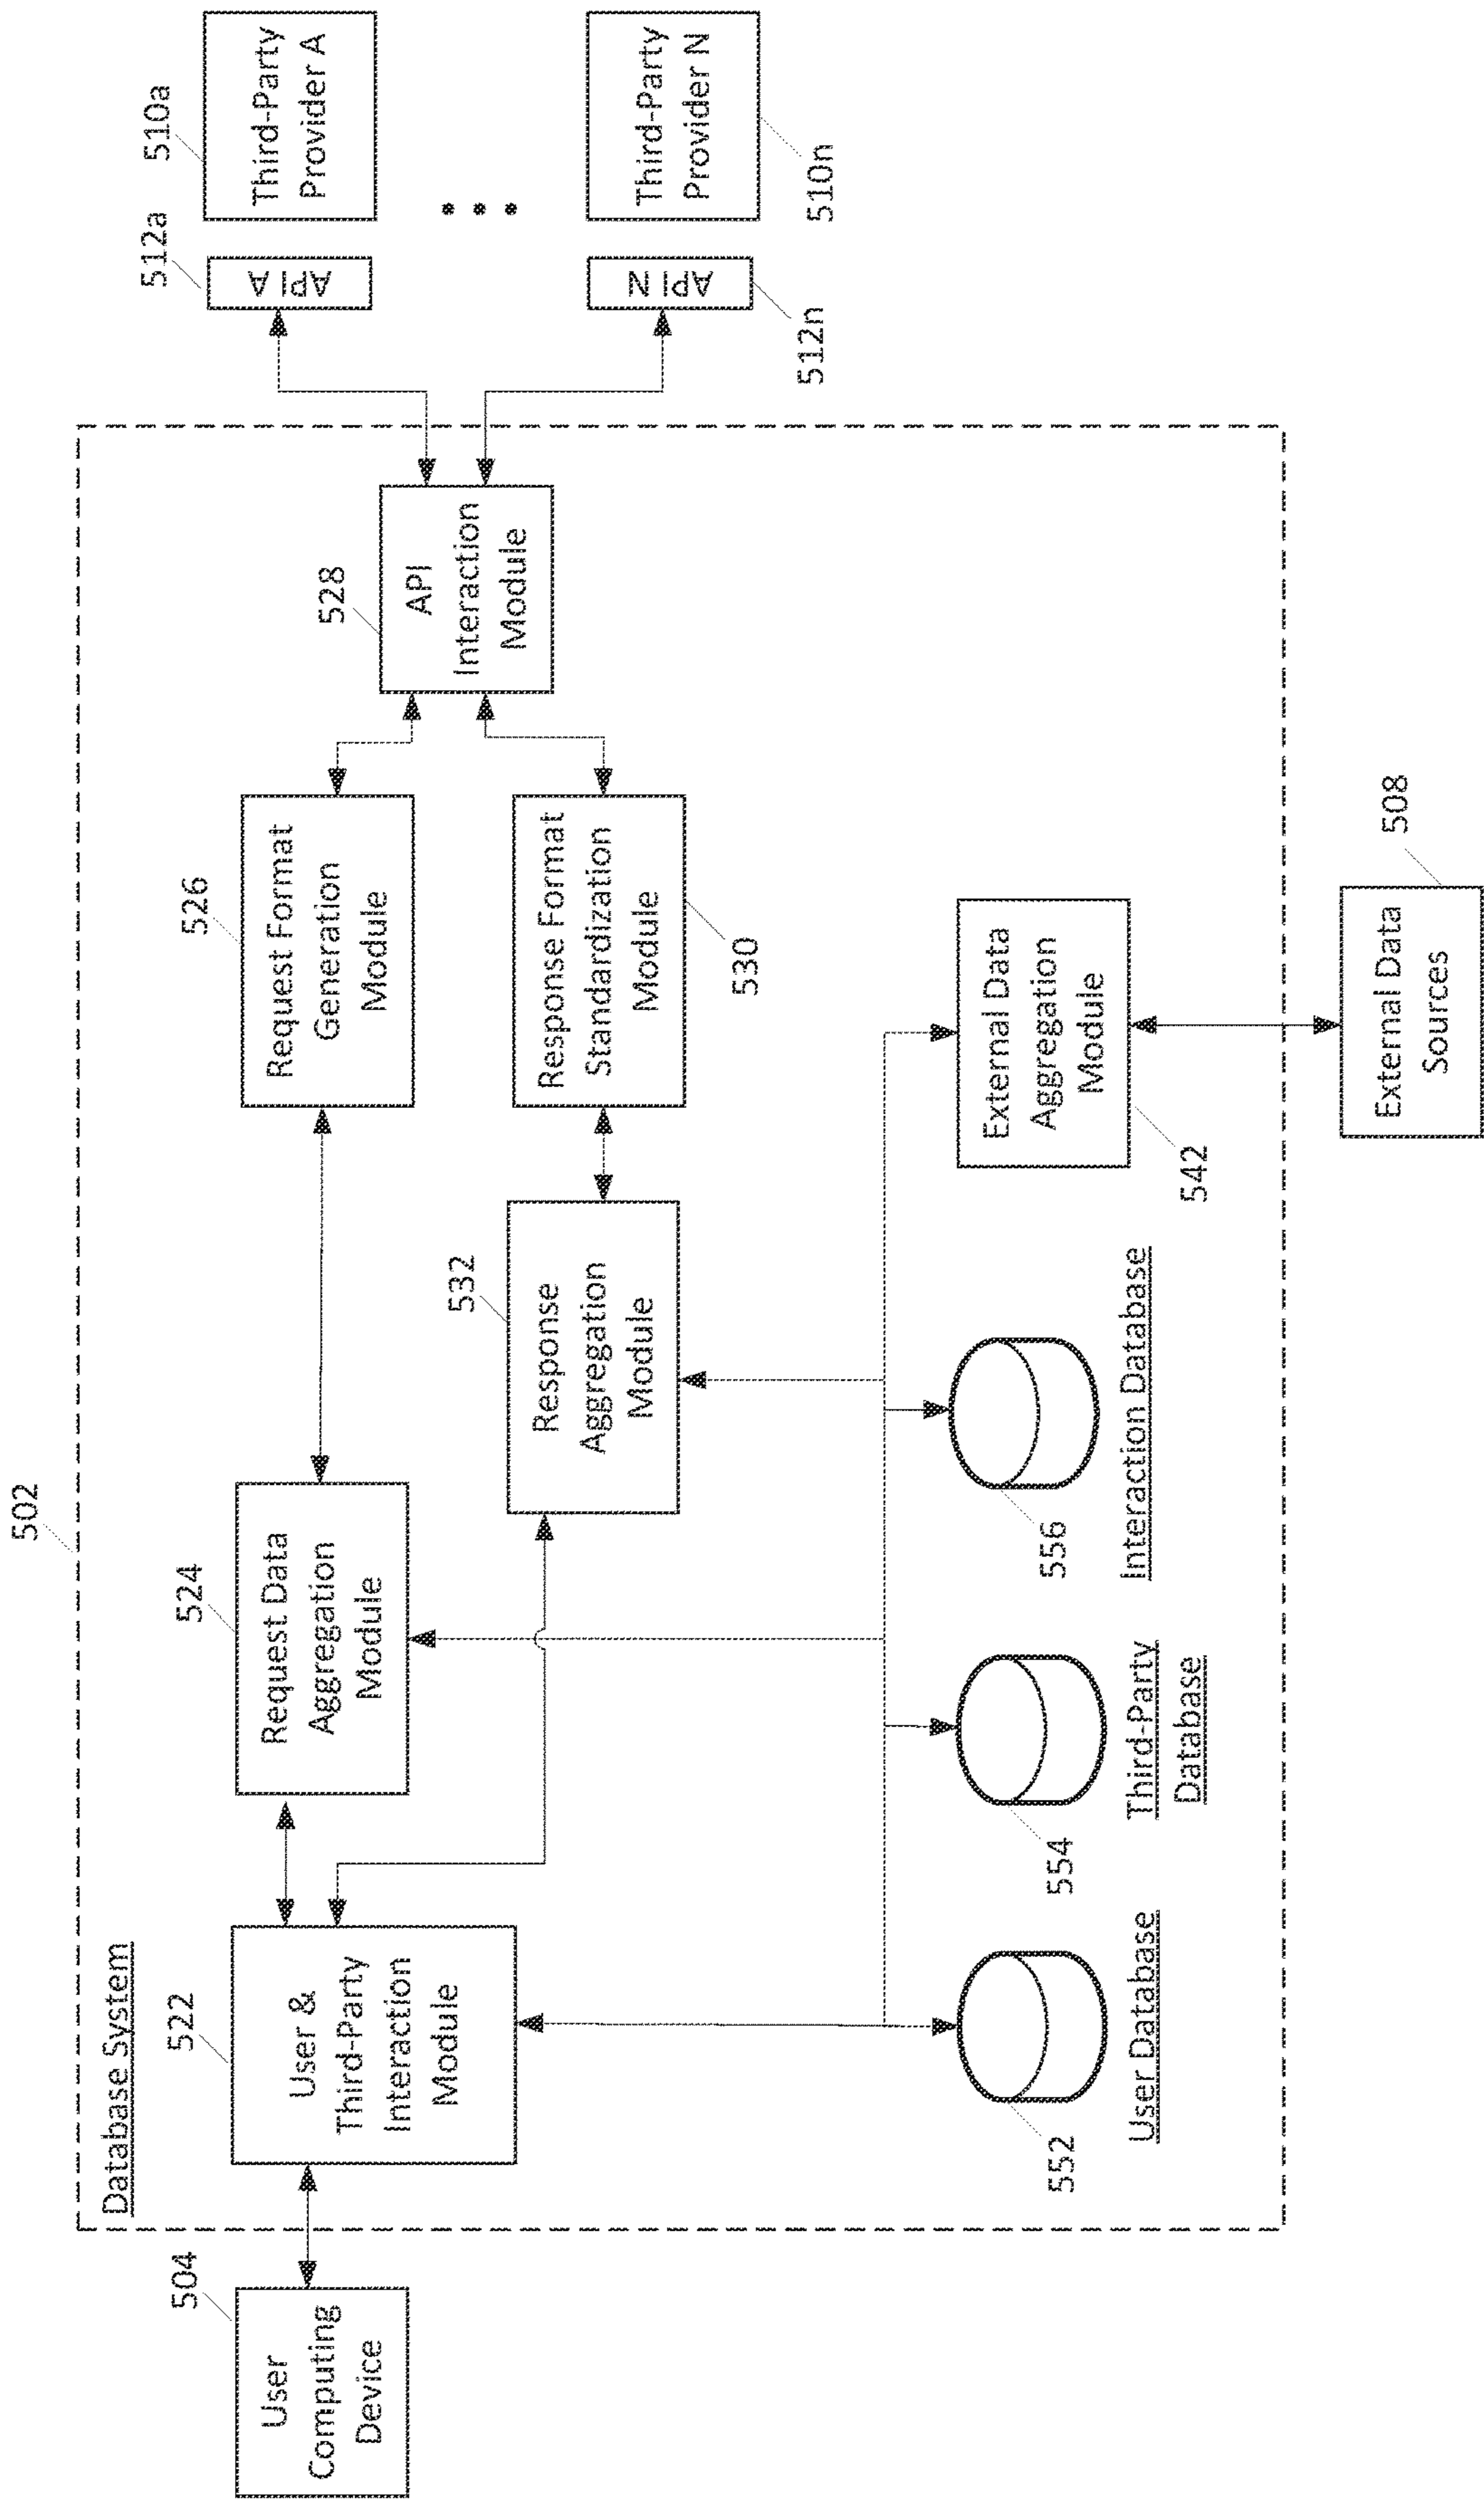 502
Database System
504
User
Computing
Device
522
User &
Third-Party
Interaction
Module
524
Request Data
Aggregation
Module
526
Request Format
Generation
Module
528
API
Interaction
Module
512a
API A
510a
Third-Party
Provider A
532
Response
Aggregation
Module
530
Response Format
Standardization
Module
512n
API N
510n
Third-Party
Provider N
552
User Database
554
Third-Party
Database
556
Interaction Database
542
External Data
Aggregation
Module
508
External Data
Sources